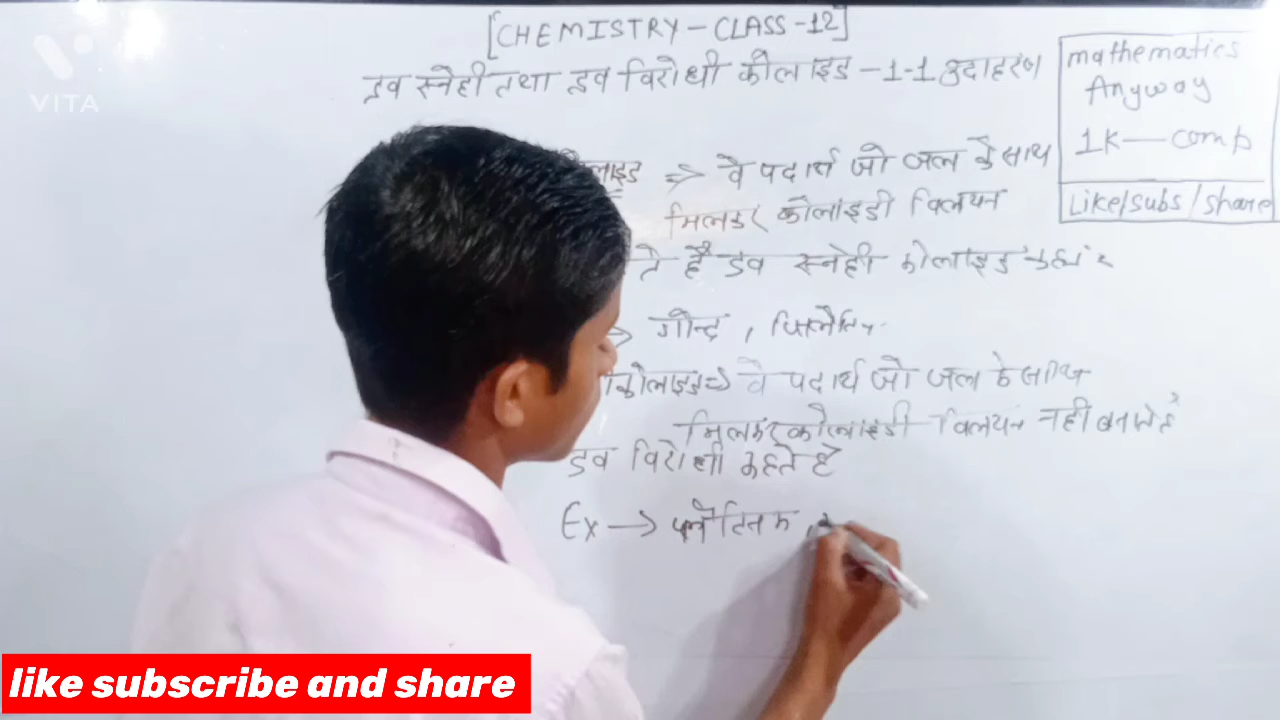 VITA
[CHEMISTRY - CLASS -12]
द्रव स्नेही तथा द्रव विरोधी कोलाइड - 1-1 उदाहरण
mathematics
Anyway
1K — comp
Like/subs/share
लाइड => वे पदार्थ जो जल के साथ
मिलकर कोलाइडी विलयन
ते हैं द्रव स्नेही कोलाइड
गोन्द,
कोलाइड => वे पदार्थ जो जल के साथ
मिलकर कोलाइडी विलयन नही बनाते है
द्रव विरोधी कहते है
Ex →
like subscribe and share